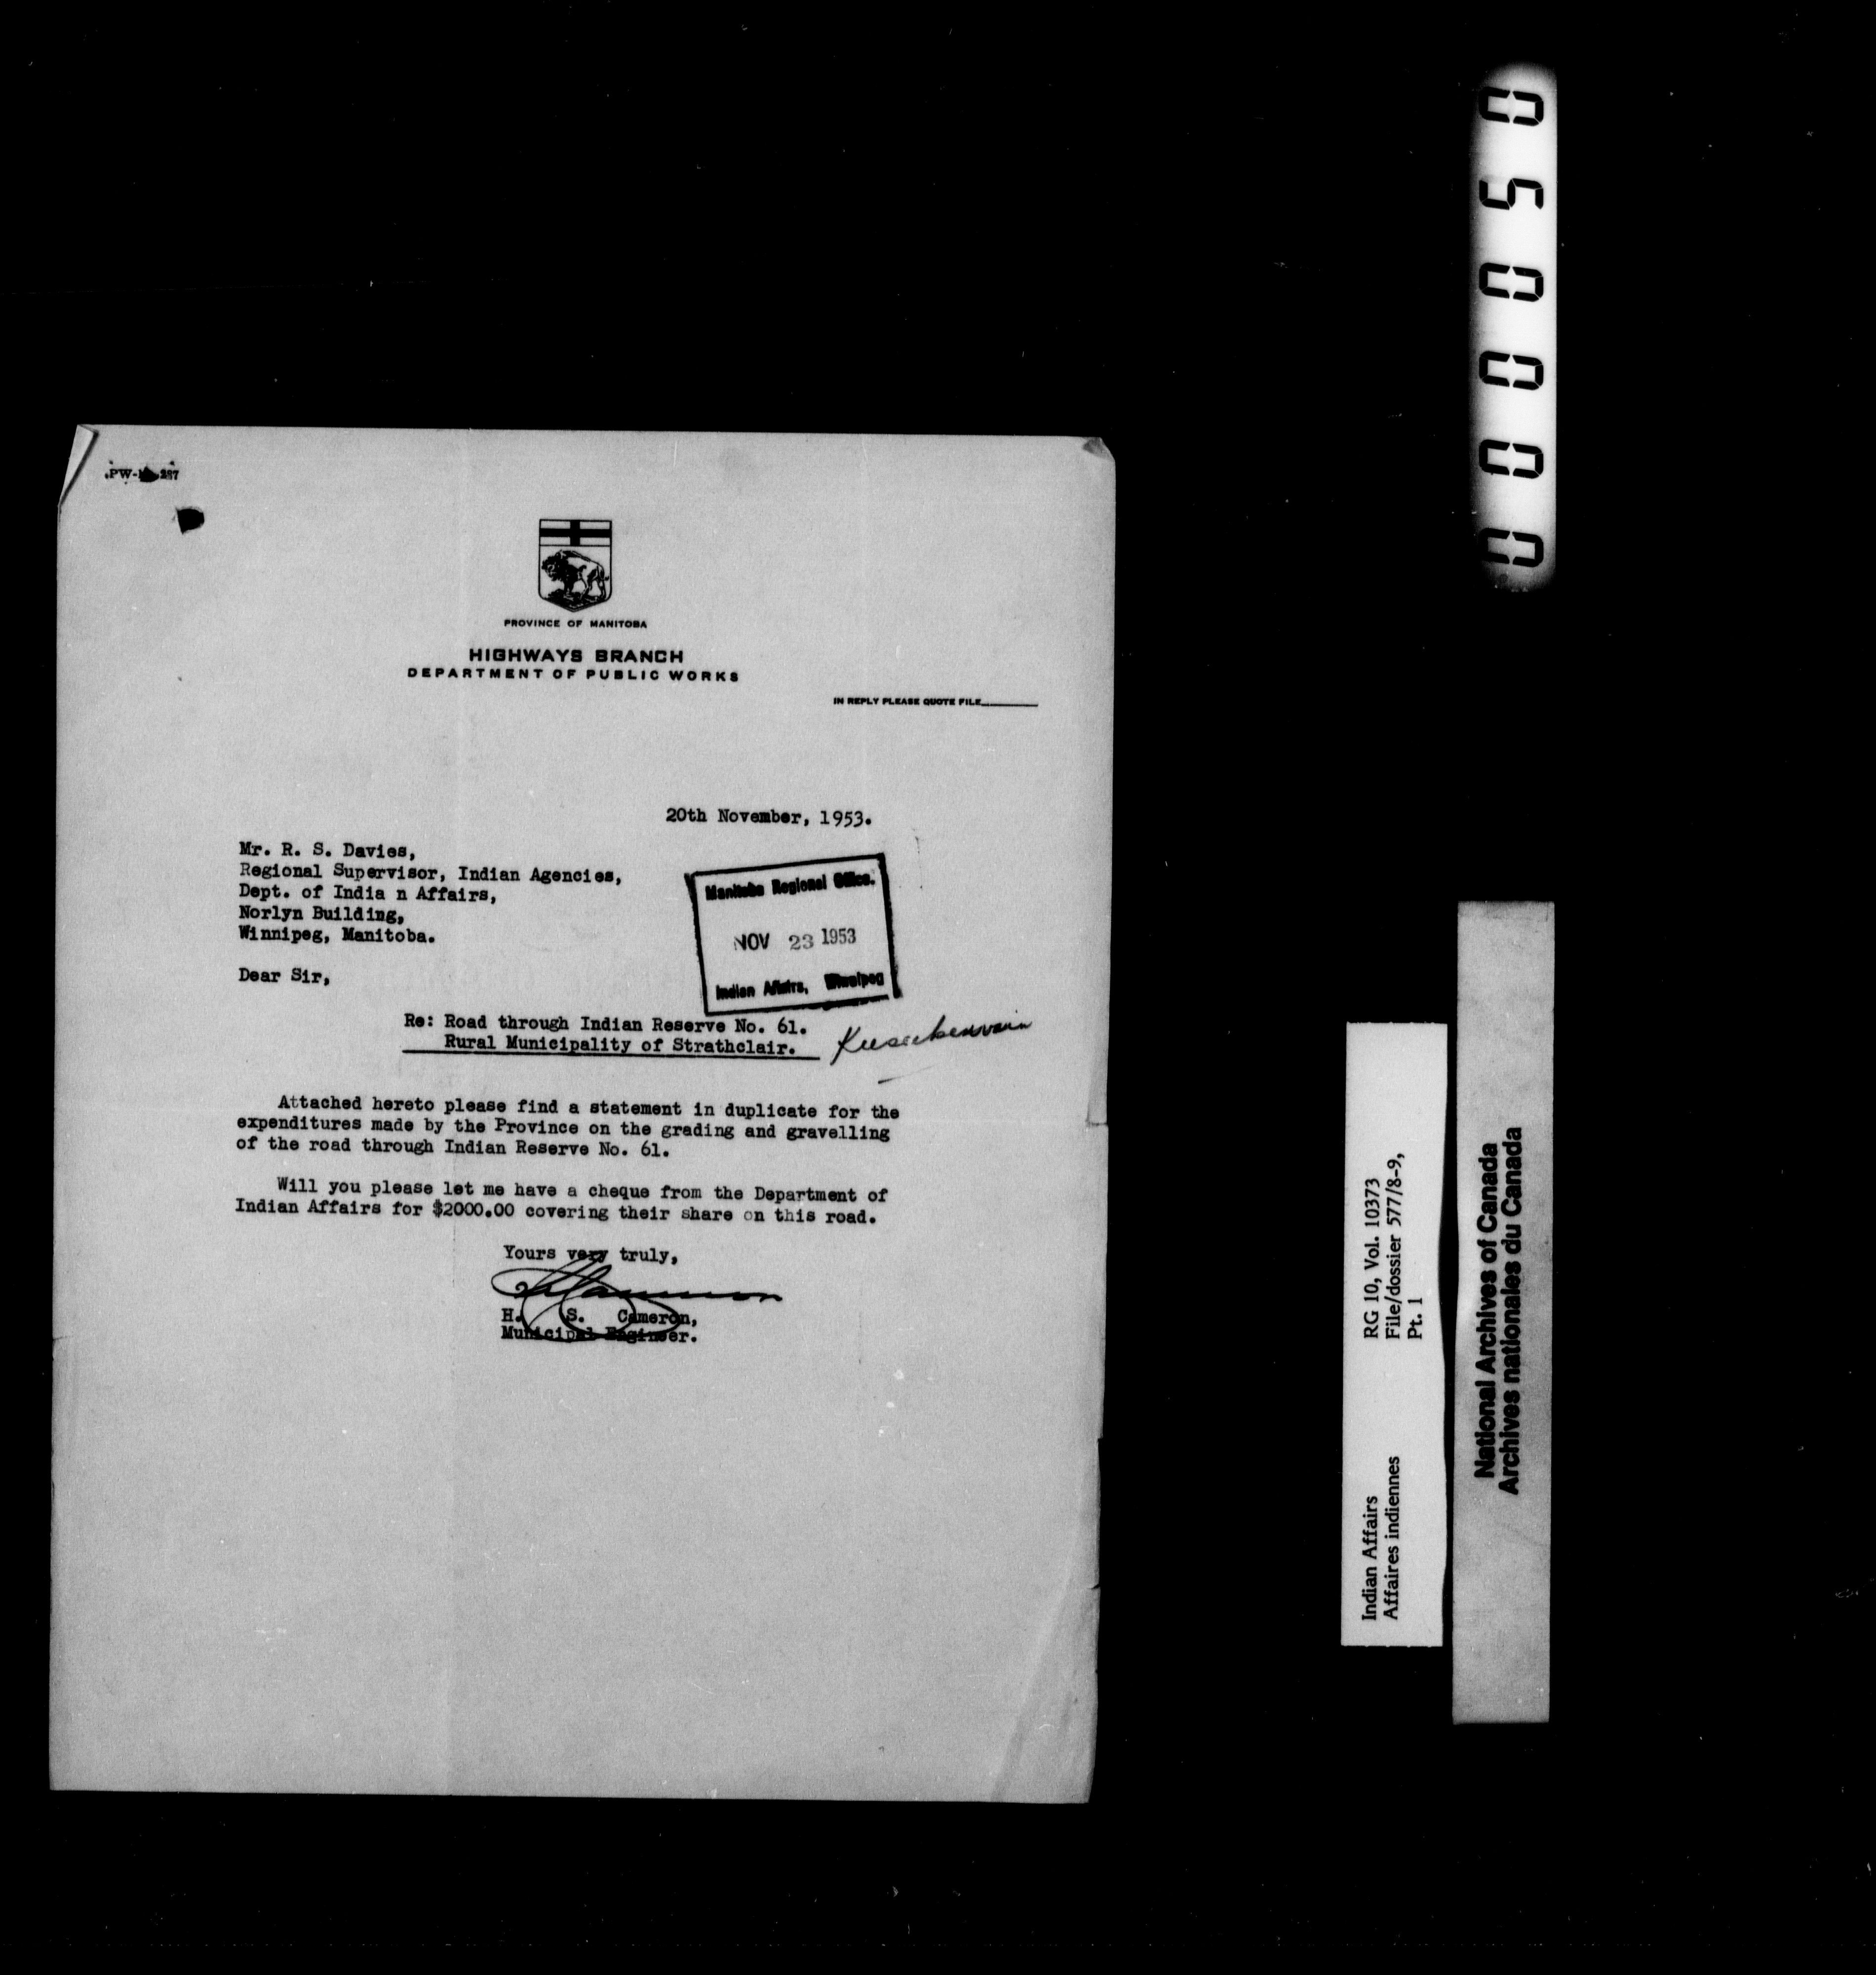 PROVINCE OF MANITOBA
HIGHWAYS BRANCH
DEPARTMENT OF PUBLIC WORKS
IN REPLY PLEASE QUOTE FILE
20th November, 1953.
Mr. R. S. Davies,
Regional Supervisor, Indian Agencies,
Dept. of India n Affairs,
Norlyn Building,
Winnipeg, Manitoba.
Manitoba Regional Office.
NOV 23 1953
Indian Affairs, Winnipeg
Dear Sir,
Re: Road through Indian Reserve No. 61.
Rural Municipality of Strathclair.
Attached hereto please find a statement in duplicate for the
expenditures made by the Province on the grading and gravelling
of the road through Indian Reserve No. 61.
Will you please let me have a cheque from the Department of
Indian Affairs for $2000.00 covering their share on this road.
Yours very truly,
H. S. Cameron,
Municipal Engineer.
000050
Indian Affairs RG 10, Vol. 10373
Affaires indiennes File/dossier 577/8-9,
Pt. 1
National Archives of Canada
Archives nationales du Canada